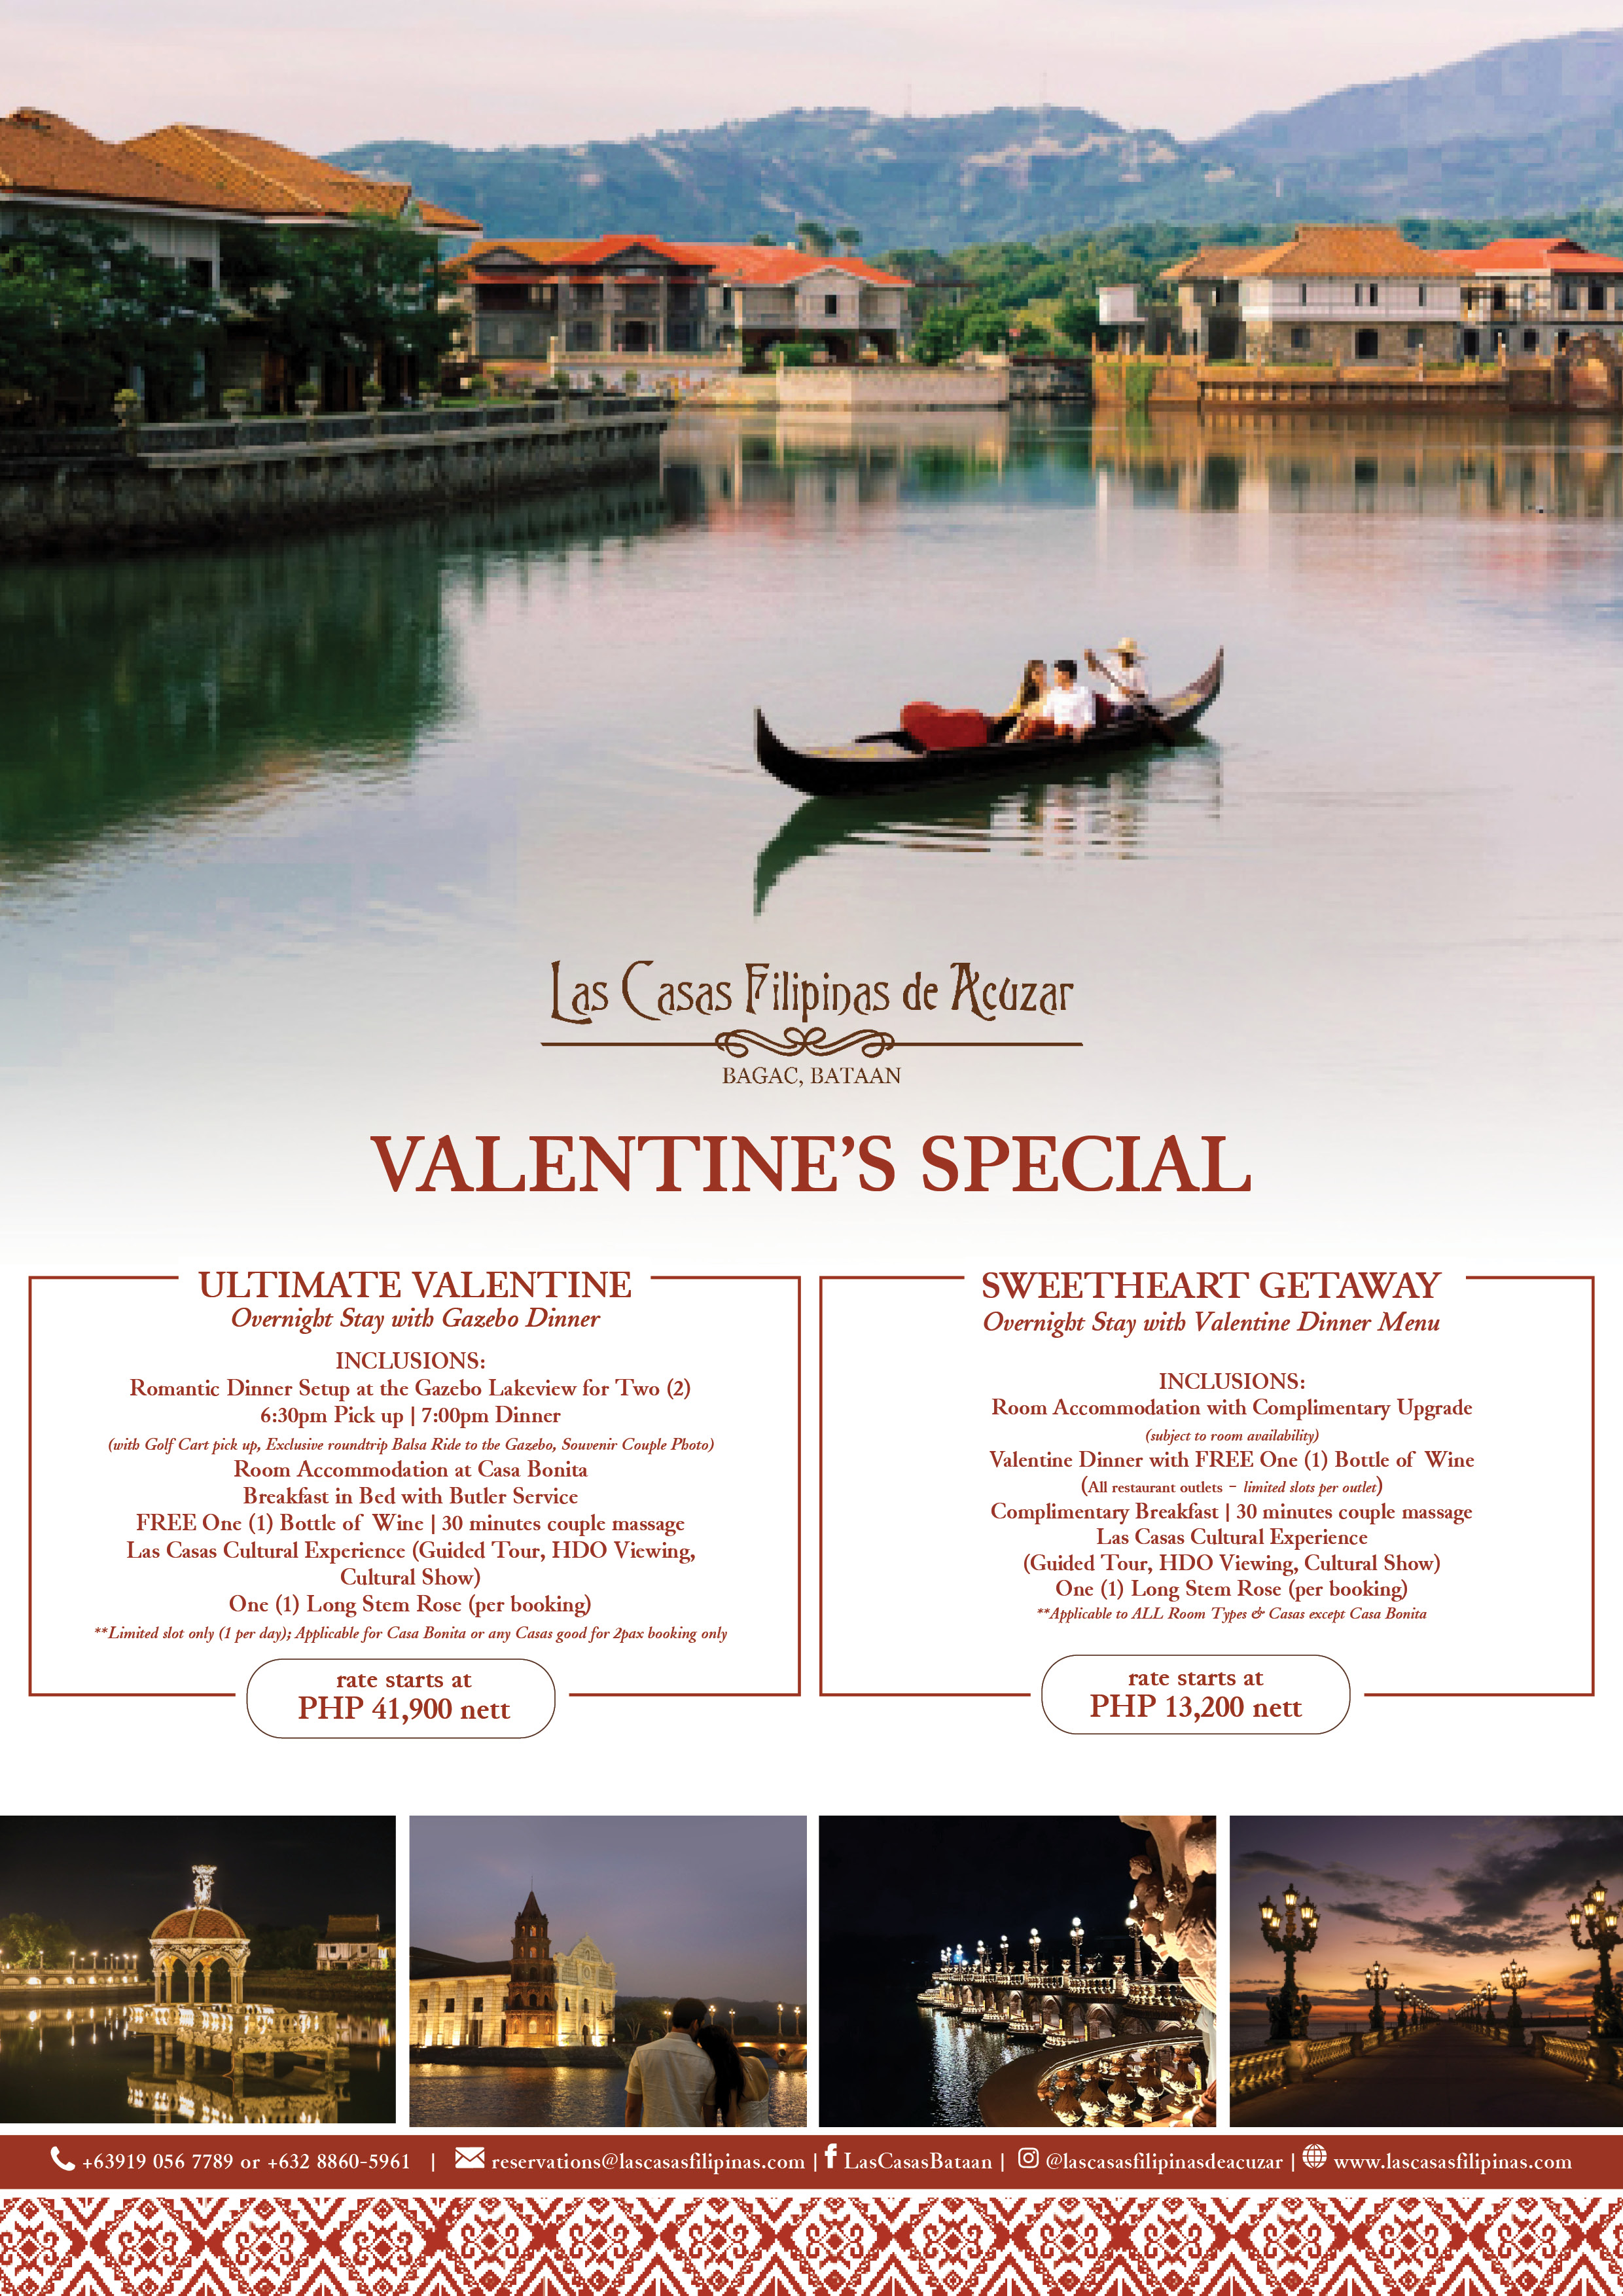 Las Casas Filipinas de Acuzar
BAGAC, BATAAN
VALENTINE'S SPECIAL
ULTIMATE VALENTINE
Overnight Stay with Gazebo Dinner
INCLUSIONS:
Romantic Dinner Setup at the Gazebo Lakeview for Two (2)
6:30pm Pick up | 7:00pm Dinner
(with Golf Cart pick up, Exclusive roundtrip Balsa Ride to the Gazebo, Souvenir Couple Photo)
Room Accommodation at Casa Bonita
Breakfast in Bed with Butler Service
FREE One (1) Bottle of Wine | 30 minutes couple massage
Las Casas Cultural Experience (Guided Tour, HDO Viewing,
Cultural Show)
One (1) Long Stem Rose (per booking)
**Limited slot only (1 per day); Applicable for Casa Bonita or any Casas good for 2pax booking only
rate starts at
PHP 41,900 nett
SWEETHEART GETAWAY
Overnight Stay with Valentine Dinner Menu
INCLUSIONS:
Room Accommodation with Complimentary Upgrade
(subject to room availability)
Valentine Dinner with FREE One (1) Bottle of Wine
(All restaurant outlets - limited slots per outlet)
Complimentary Breakfast | 30 minutes couple massage
Las Casas Cultural Experience
(Guided Tour, HDO Viewing, Cultural Show)
One (1) Long Stem Rose (per booking)
**Applicable to ALL Room Types & Casas except Casa Bonita
rate starts at
PHP 13,200 nett
+63919 056 7789 or +632 8860-5961 | reservations@lascasasfilipinas.com | LasCasasBataan | @lascasasfilipinasdeacuzar | www.lascasasfilipinas.com